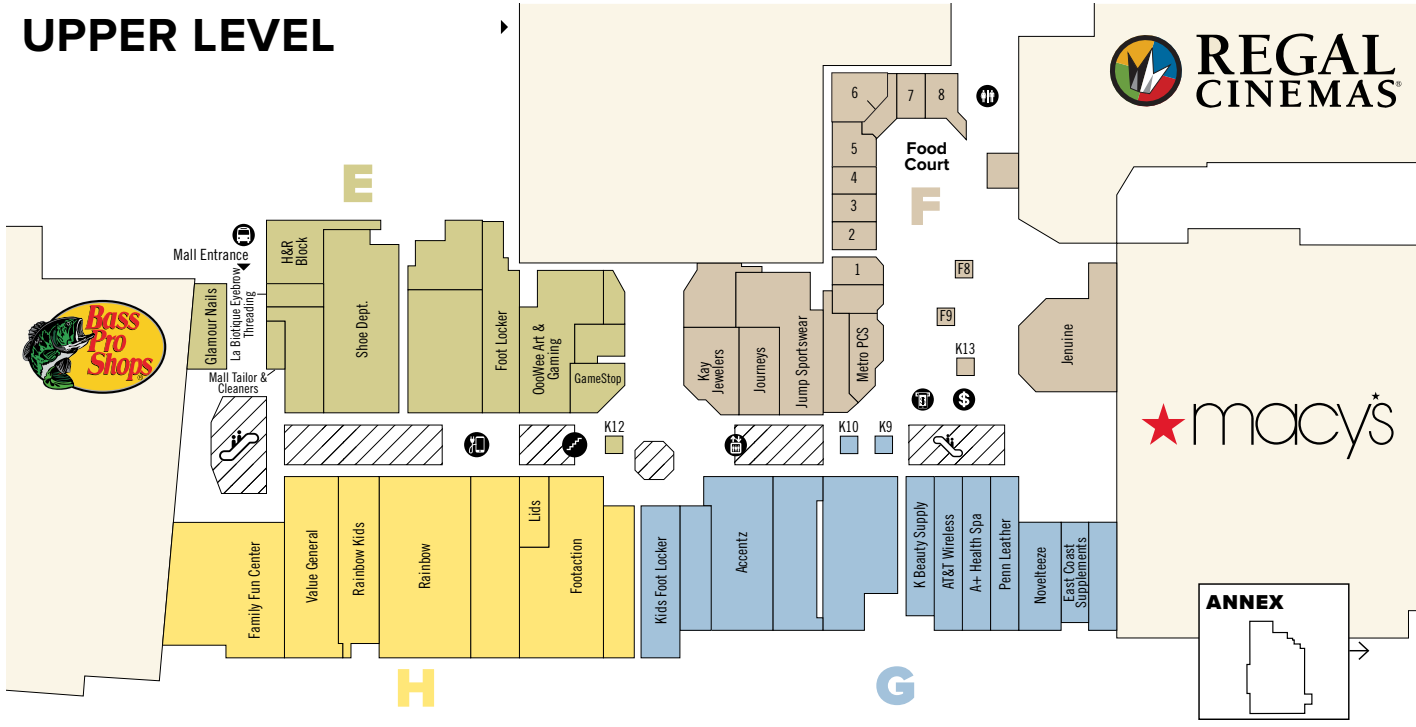 UPPER LEVEL
REGAL
CINEMAS®
6
7
8
5
4
3
2
1
Food
Court
F
E
Mall Entrance
H&R
Block
La Biotique Eyebrow
Threading
Glamour Nails
Mall Tailor &
Cleaners
Shoe Dept.
Foot Locker
OooWee Art &
Gaming
GameStop
Kay
Jewelers
Journeys
Jump Sportswear
Metro PCS
F8
F9
K13
Jenuine
Bass
Pro
Shops®
macy's
$
K12
K10
K9
Family Fun Center
Value General
Rainbow Kids
Rainbow
Lids
Footaction
Kids Foot Locker
Accentz
K Beauty Supply
AT&T Wireless
A+ Health Spa
Penn Leather
Novelteeze
East Coast
Supplements
H
G
ANNEX